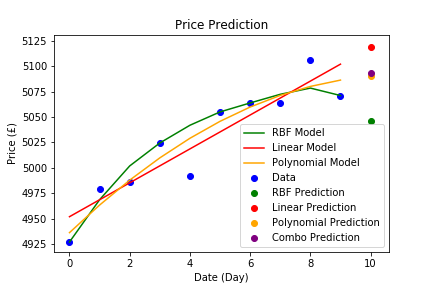 Price Prediction
5125
5100
5075
5050
5025
5000
4975
4950
4925
Price (£)
RBF Model
Linear Model
Polynomial Model
Data
RBF Prediction
Linear Prediction
Polynomial Prediction
Combo Prediction
0 2 4 6 8 10
Date (Day)